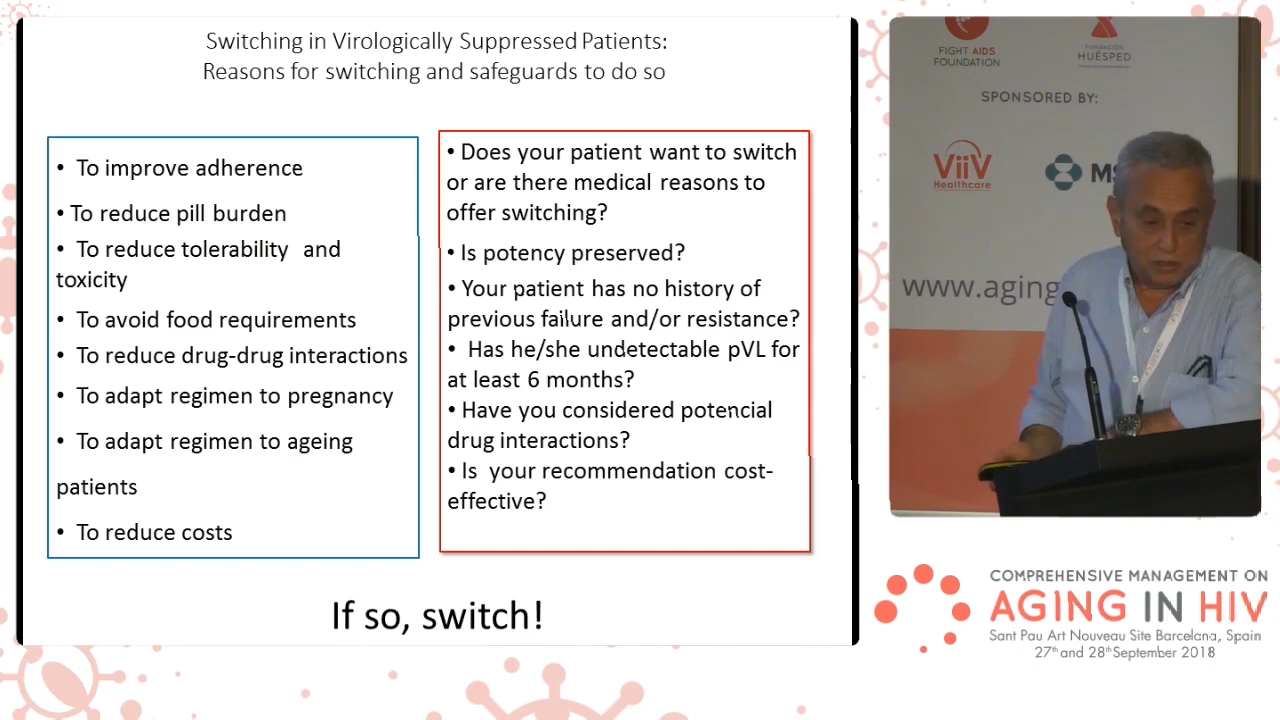 Switching in Virologically Suppressed Patients:
Reasons for switching and safeguards to do so
• To improve adherence
• To reduce pill burden
• To reduce tolerability and
toxicity
• To avoid food requirements
• To reduce drug-drug interactions
• To adapt regimen to pregnancy
• To adapt regimen to ageing
patients
• To reduce costs
• Does your patient want to switch
or are there medical reasons to
offer switching?
• Is potency preserved?
• Your patient has no history of
previous failure and/or resistance?
• Has he/she undetectable pVL for
at least 6 months?
• Have you considered potencial
drug interactions?
• Is your recommendation cost-
effective?
If so, switch!
FIGHT AIDS
FOUNDATION
FUNDACIÓN
HUÉSPED
SPONSORED BY:
ViiV
Healthcare
MS
www.aging
COMPREHENSIVE MANAGEMENT ON
AGING IN HIV
Sant Pau Art Nouveau Site Barcelona, Spain
27th and 28th September 2018